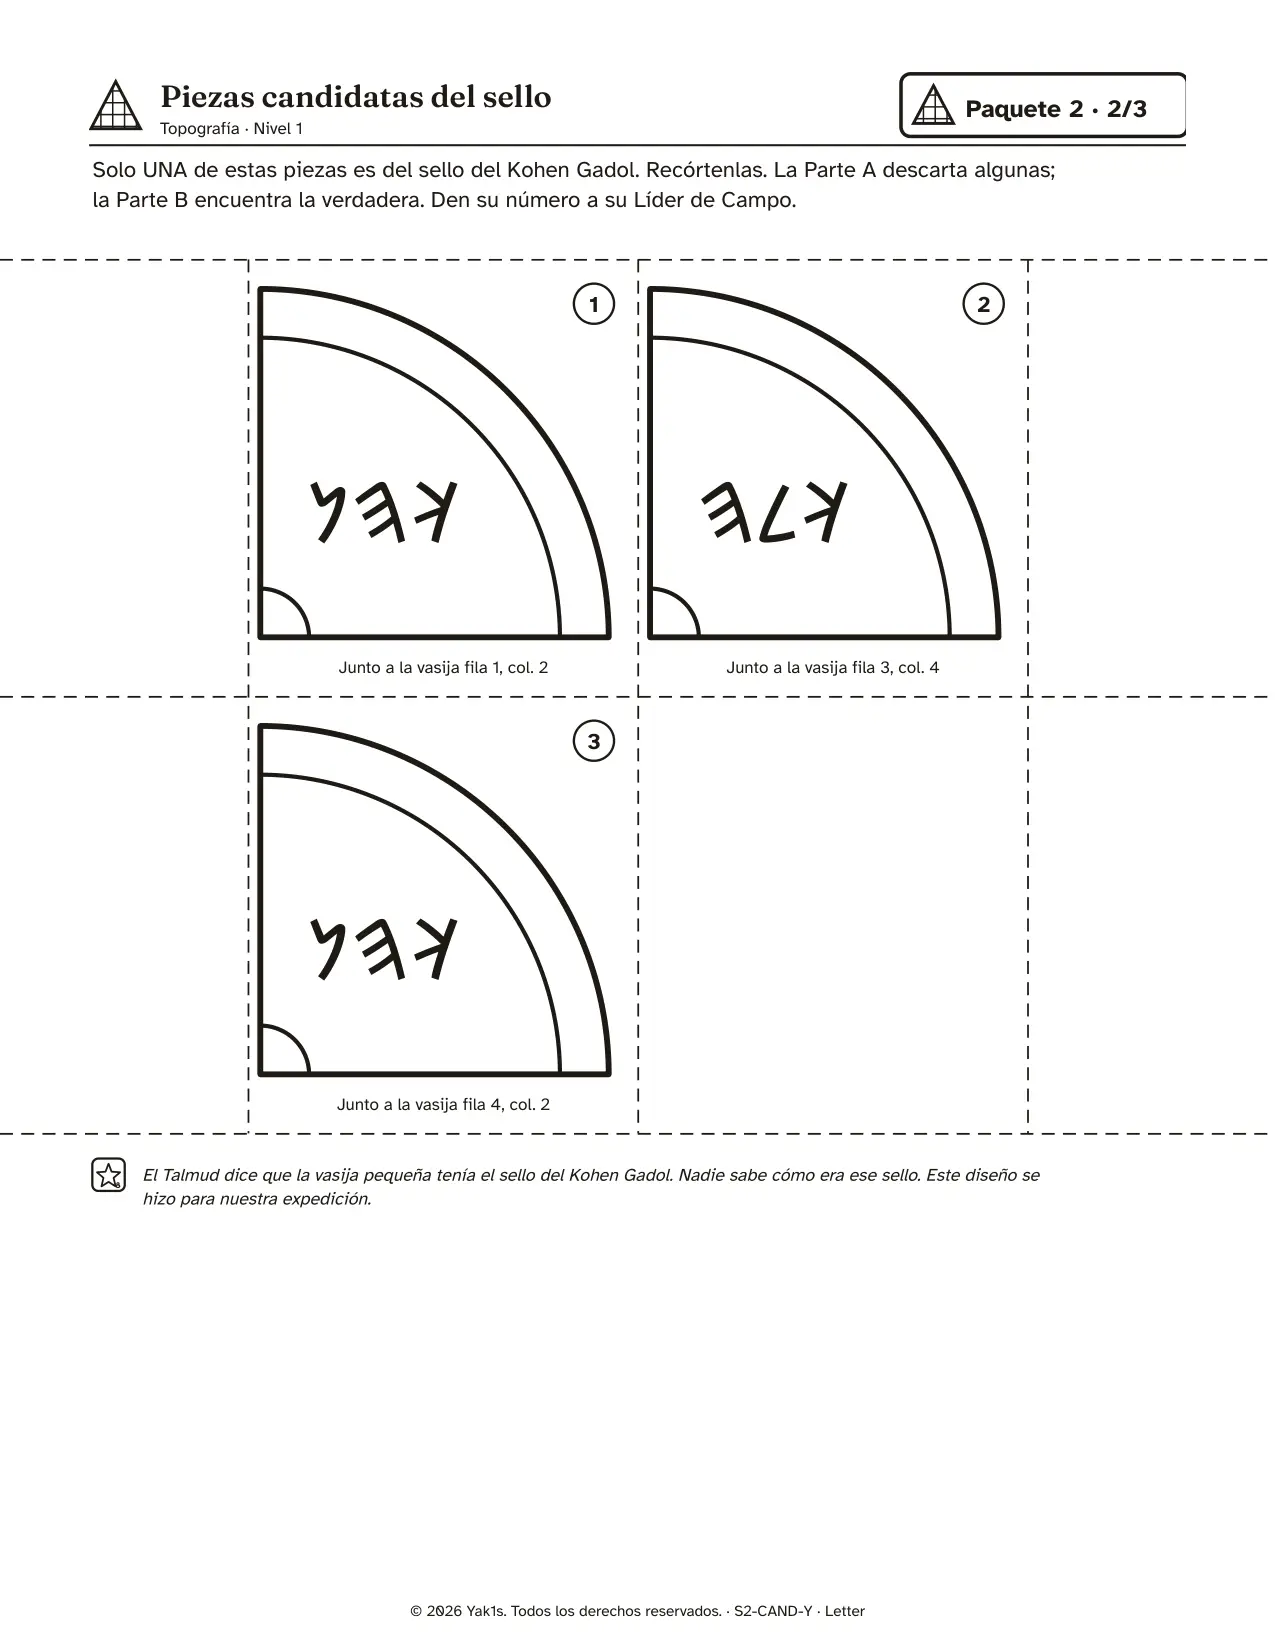 Piezas candidatas del sello
Topografía · Nivel 1
Paquete 2 · 2/3
Solo UNA de estas piezas es del sello del Kohen Gadol. Recórtenlas. La Parte A descarta algunas;
la Parte B encuentra la verdadera. Den su número a su Líder de Campo.
1
𐤀𐤄𐤍
Junto a la vasija fila 1, col. 2
2
𐤀𐤋𐤄
Junto a la vasija fila 3, col. 4
3
𐤀𐤄𐤍
Junto a la vasija fila 4, col. 2
El Talmud dice que la vasija pequeña tenía el sello del Kohen Gadol. Nadie sabe cómo era ese sello. Este diseño se
hizo para nuestra expedición.
© 2026 Yak1s. Todos los derechos reservados. · S2-CAND-Y · Letter